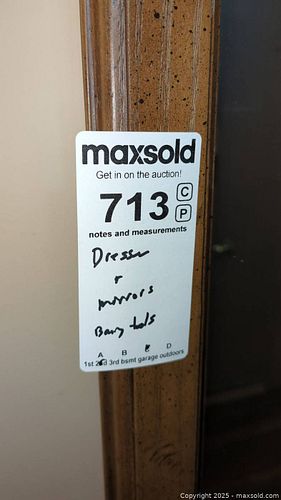 maxsold
Get in on the auction!
713 C
P
notes and measurements
Dresser
+
mirrors
A B D
1st 2nd 3rd bsmt garage outdoors
Copyright © 2025 - maxsold.com